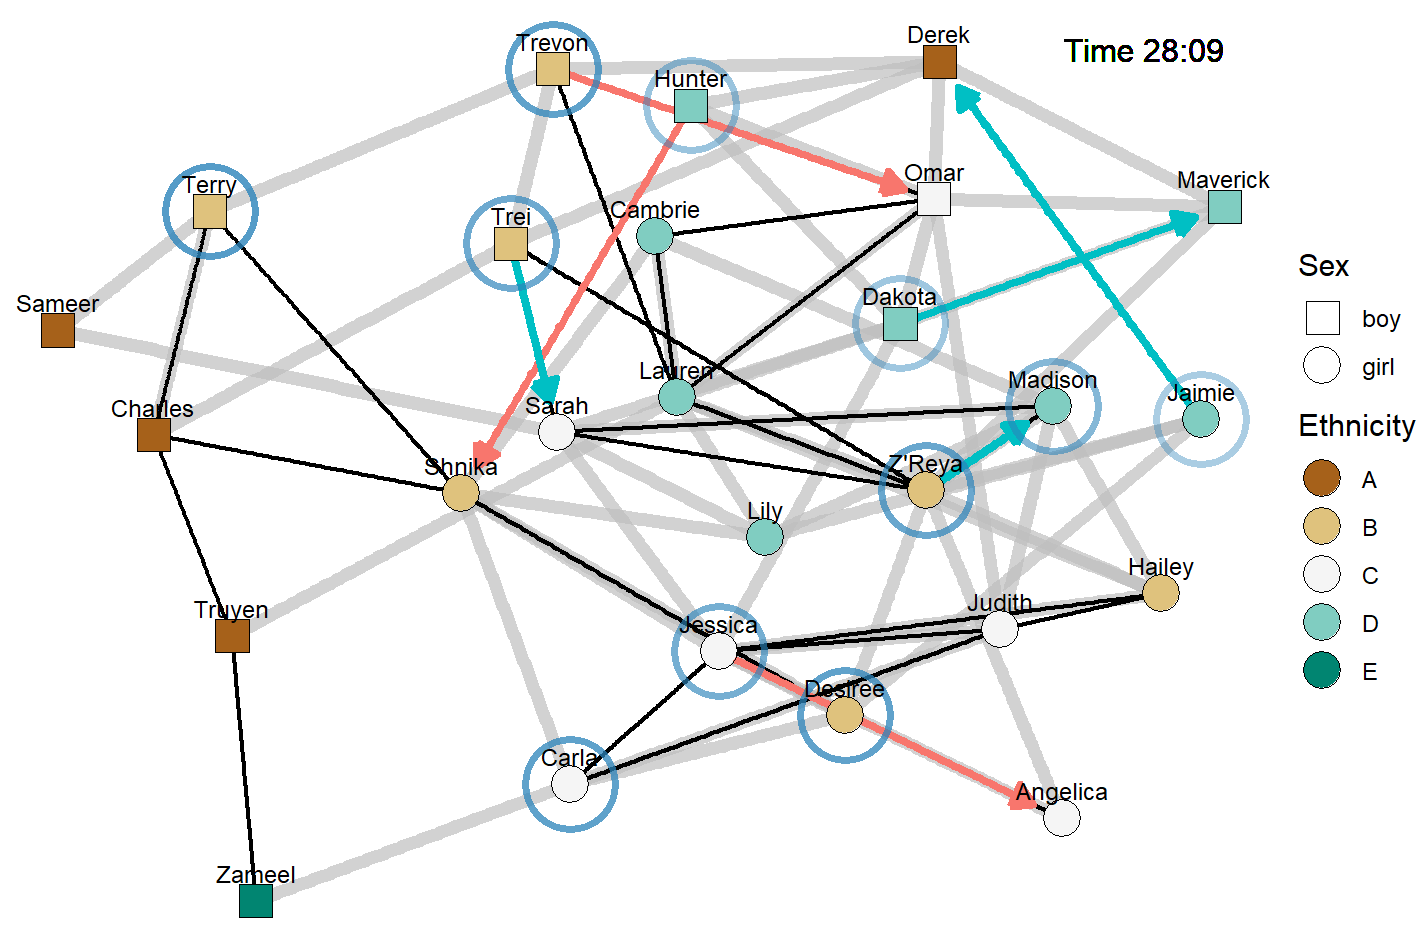 Trevon
Derek
Time 28:09
Hunter
Omar
Maverick
Terry
Trei
Cambrie
Sameer
Dakota
Lauren
Madison
Jaimie
Charles
Sarah
Shnika
Z'Reya
Lily
Hailey
Truyen
Jessica
Judith
Desiree
Carla
Angelica
Zameel
Sex
boy
girl
Ethnicity
A
B
C
D
E